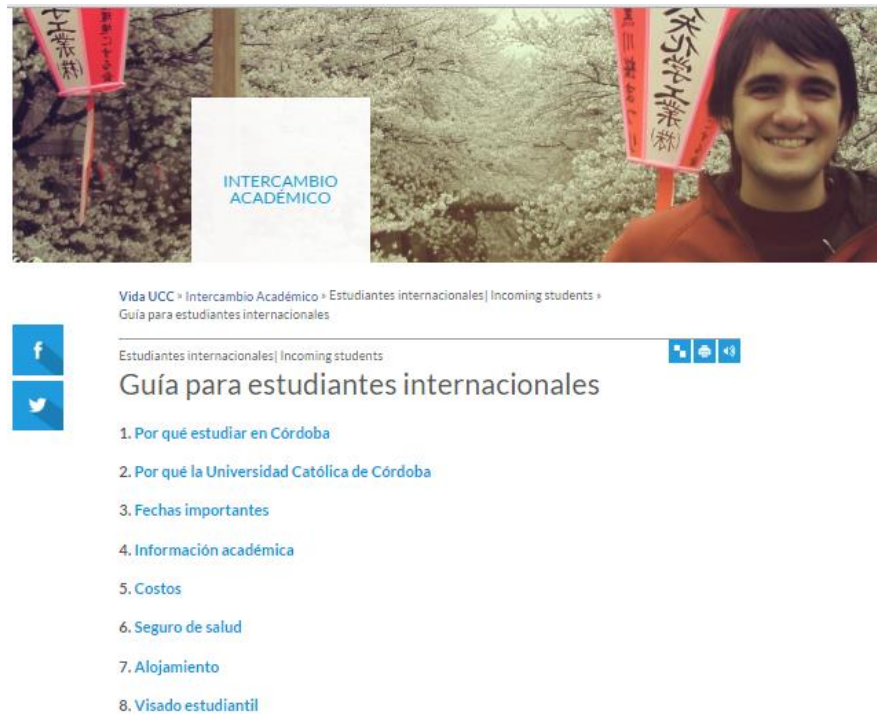 INTERCAMBIO
ACADÉMICO
Vida UCC » Intercambio Académico » Estudiantes internacionales| Incoming students »
Guía para estudiantes internacionales
Estudiantes internacionales| Incoming students
Guía para estudiantes internacionales
1. Por qué estudiar en Córdoba
2. Por qué la Universidad Católica de Córdoba
3. Fechas importantes
4. Información académica
5. Costos
6. Seguro de salud
7. Alojamiento
8. Visado estudiantil